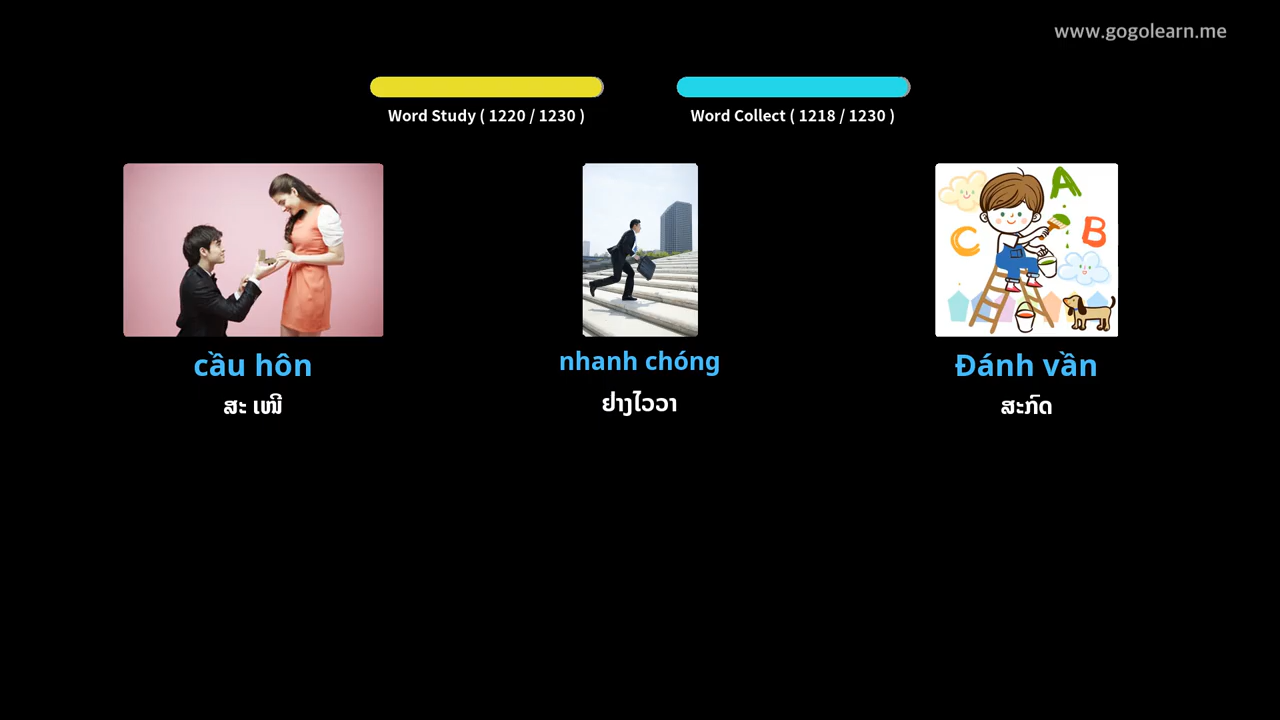 www.gogolearn.me
Word Study ( 1220 / 1230 )
Word Collect ( 1218 / 1230 )
A
B
C
cầu hôn
nhanh chóng
Đánh vần
ສະ ເໜີ
ຢ່າງໄວວາ
ສະກົດ